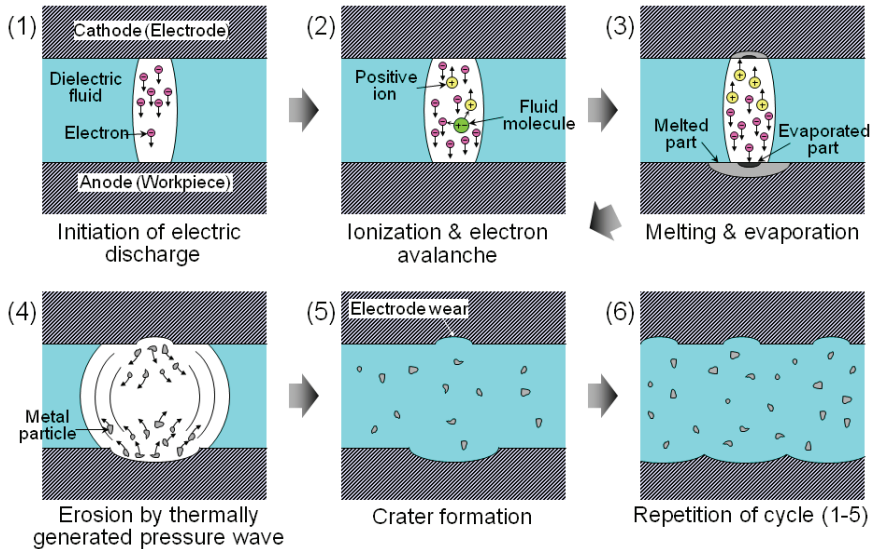 (1)
Cathode (Electrode)
Dielectric
fluid
Electron
Anode (Workpiece)
Initiation of electric
discharge
(2)
Positive
ion
Fluid
molecule
Ionization & electron
avalanche
(3)
Melted
part
Evaporated
part
Melting & evaporation
(4)
Metal
particle
Erosion by thermally
generated pressure wave
(5)
Electrode wear
Crater formation
(6)
Repetition of cycle (1-5)